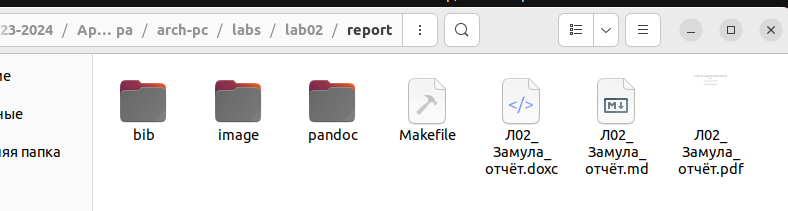 23-2024 / Ар… ра / arch-pc / labs / lab02 / report
ие
ные
няя папка
bib
image
pandoc
Makefile
Л02_
Замула_
отчёт.doxc
Л02_
Замула_
отчёт.md
Л02_
Замула_
отчёт.pdf